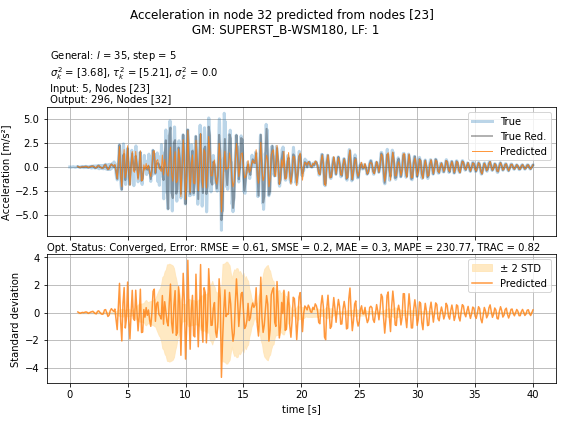 Acceleration in node 32 predicted from nodes [23]
GM: SUPERST_B-WSM180, LF: 1
General: l = 35, step = 5
σ²ₖ = [3.68], τ²ₖ = [5.21], σ²ε = 0.0
Input: 5, Nodes [23]
Output: 296, Nodes [32]
Acceleration [m/s²]
5.0
2.5
0.0
−2.5
−5.0
True
True Red.
Predicted
Opt. Status: Converged, Error: RMSE = 0.61, SMSE = 0.2, MAE = 0.3, MAPE = 230.77, TRAC = 0.82
Standard deviation
4
2
0
−2
−4
± 2 STD
Predicted
0 5 10 15 20 25 30 35 40
time [s]